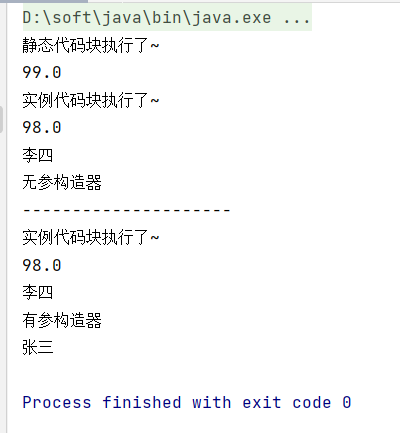 D:\soft\java\bin\java.exe ...
静态代码块执行了~
99.0
实例代码块执行了~
98.0
李四
无参构造器
---------------------
实例代码块执行了~
98.0
李四
有参构造器
张三
Process finished with exit code 0